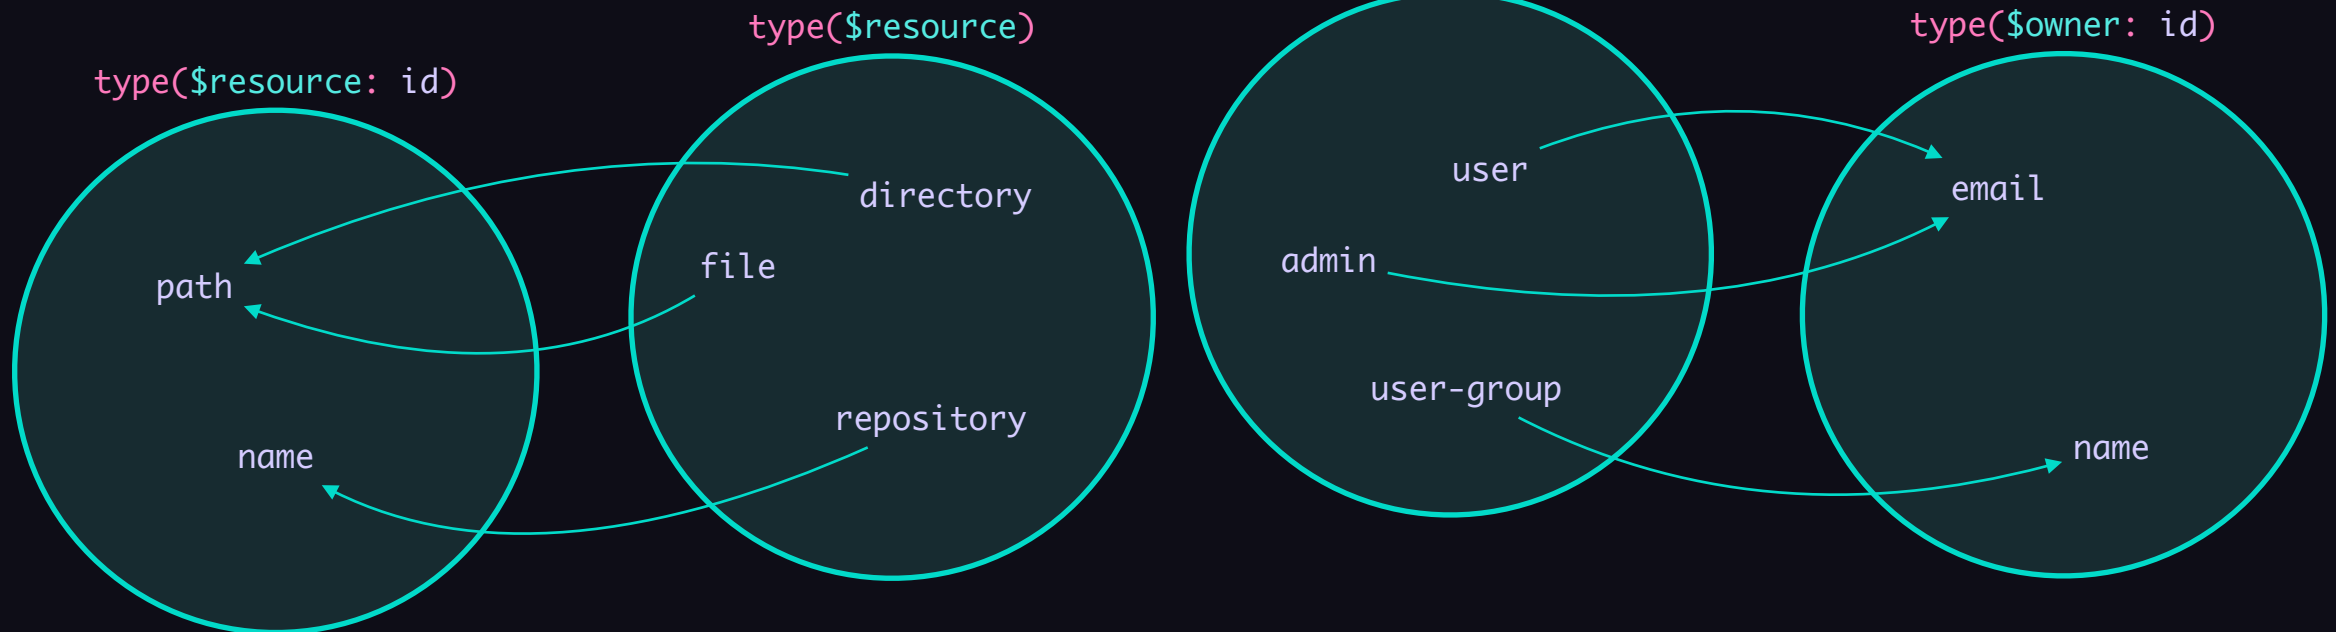 type($resource: id)
path
name
type($resource)
directory
file
repository
user
admin
user-group
type($owner: id)
email
name